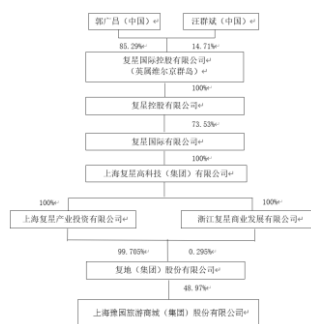 郭广昌（中国）
汪群斌（中国）
85.29%
14.71%
复星国际控股有限公司
（英属维尔京群岛）
100%
复星控股有限公司
73.53%
复星国际有限公司
100%
上海复星高科技（集团）有限公司
100%
100%
上海复星产业投资有限公司
浙江复星商业发展有限公司
99.705%
0.295%
复地（集团）股份有限公司
48.97%
上海豫园旅游商城（集团）股份有限公司